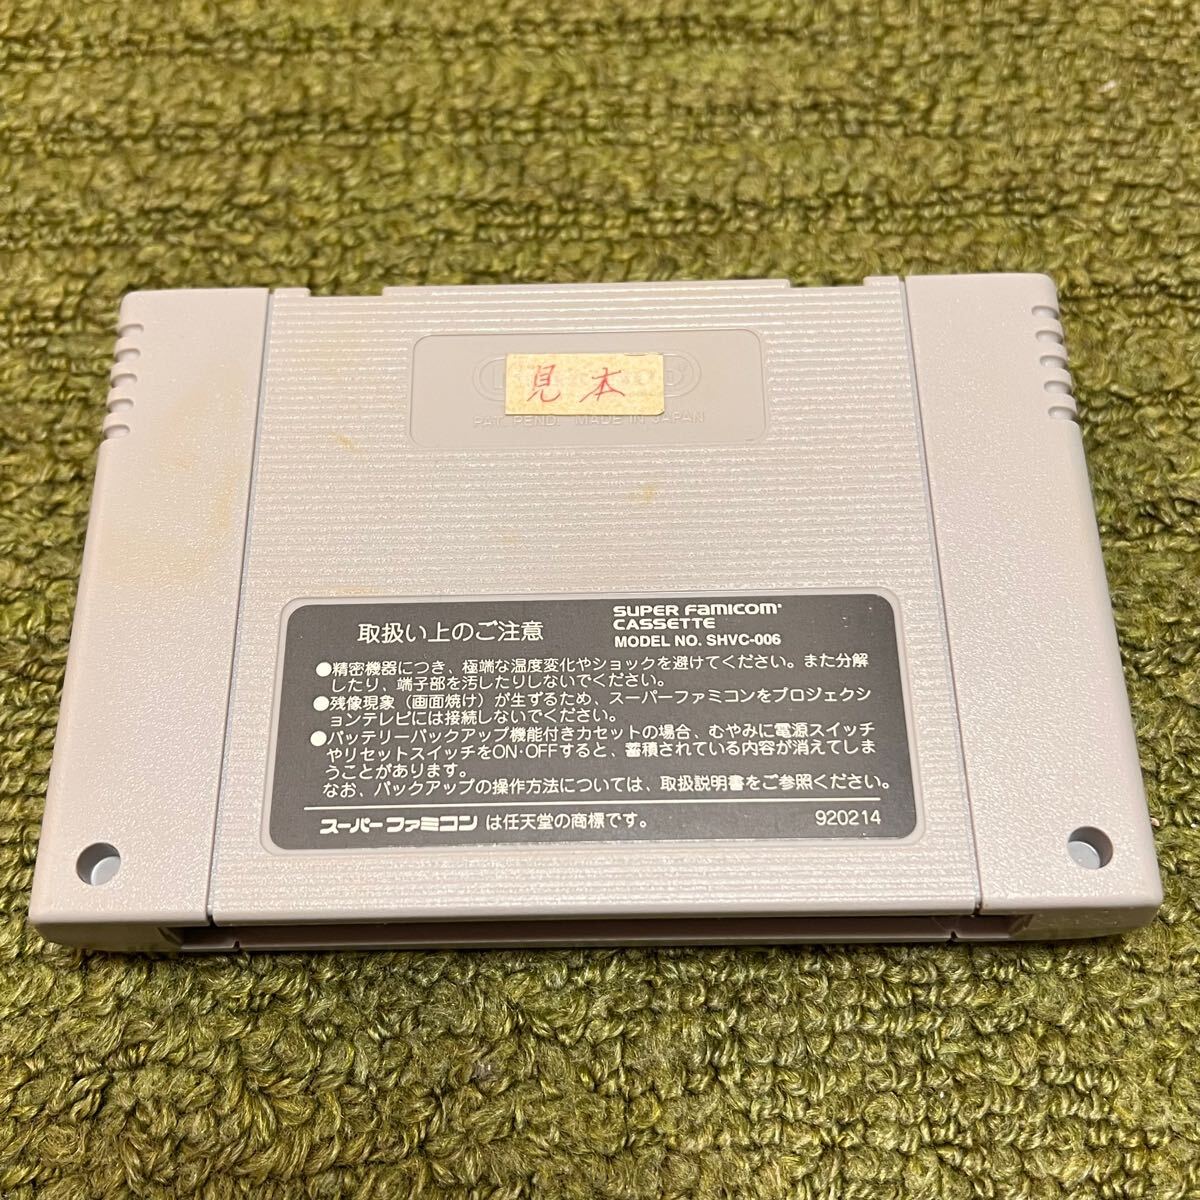 見本
PAT. PEND. MADE IN JAPAN
取扱い上のご注意
SUPER FAMICOM
CASSETTE
MODEL NO. SHVC-006
●精密機器につき、極端な温度変化やショックを避けてください。また分解
したり、端子部を汚したりしないでください。
●残像現象（画面焼け）が生ずるため、スーパーファミコンをプロジェクシ
ョンテレビには接続しないでください。
●バッテリーバックアップ機能付きカセットの場合、むやみに電源スイッチ
やリセットスイッチをON・OFFすると、蓄積されている内容が消えてしま
うことがあります。
なお、バックアップの操作方法については、取扱説明書をご参照ください。
スーパーファミコンは任天堂の商標です。
920214